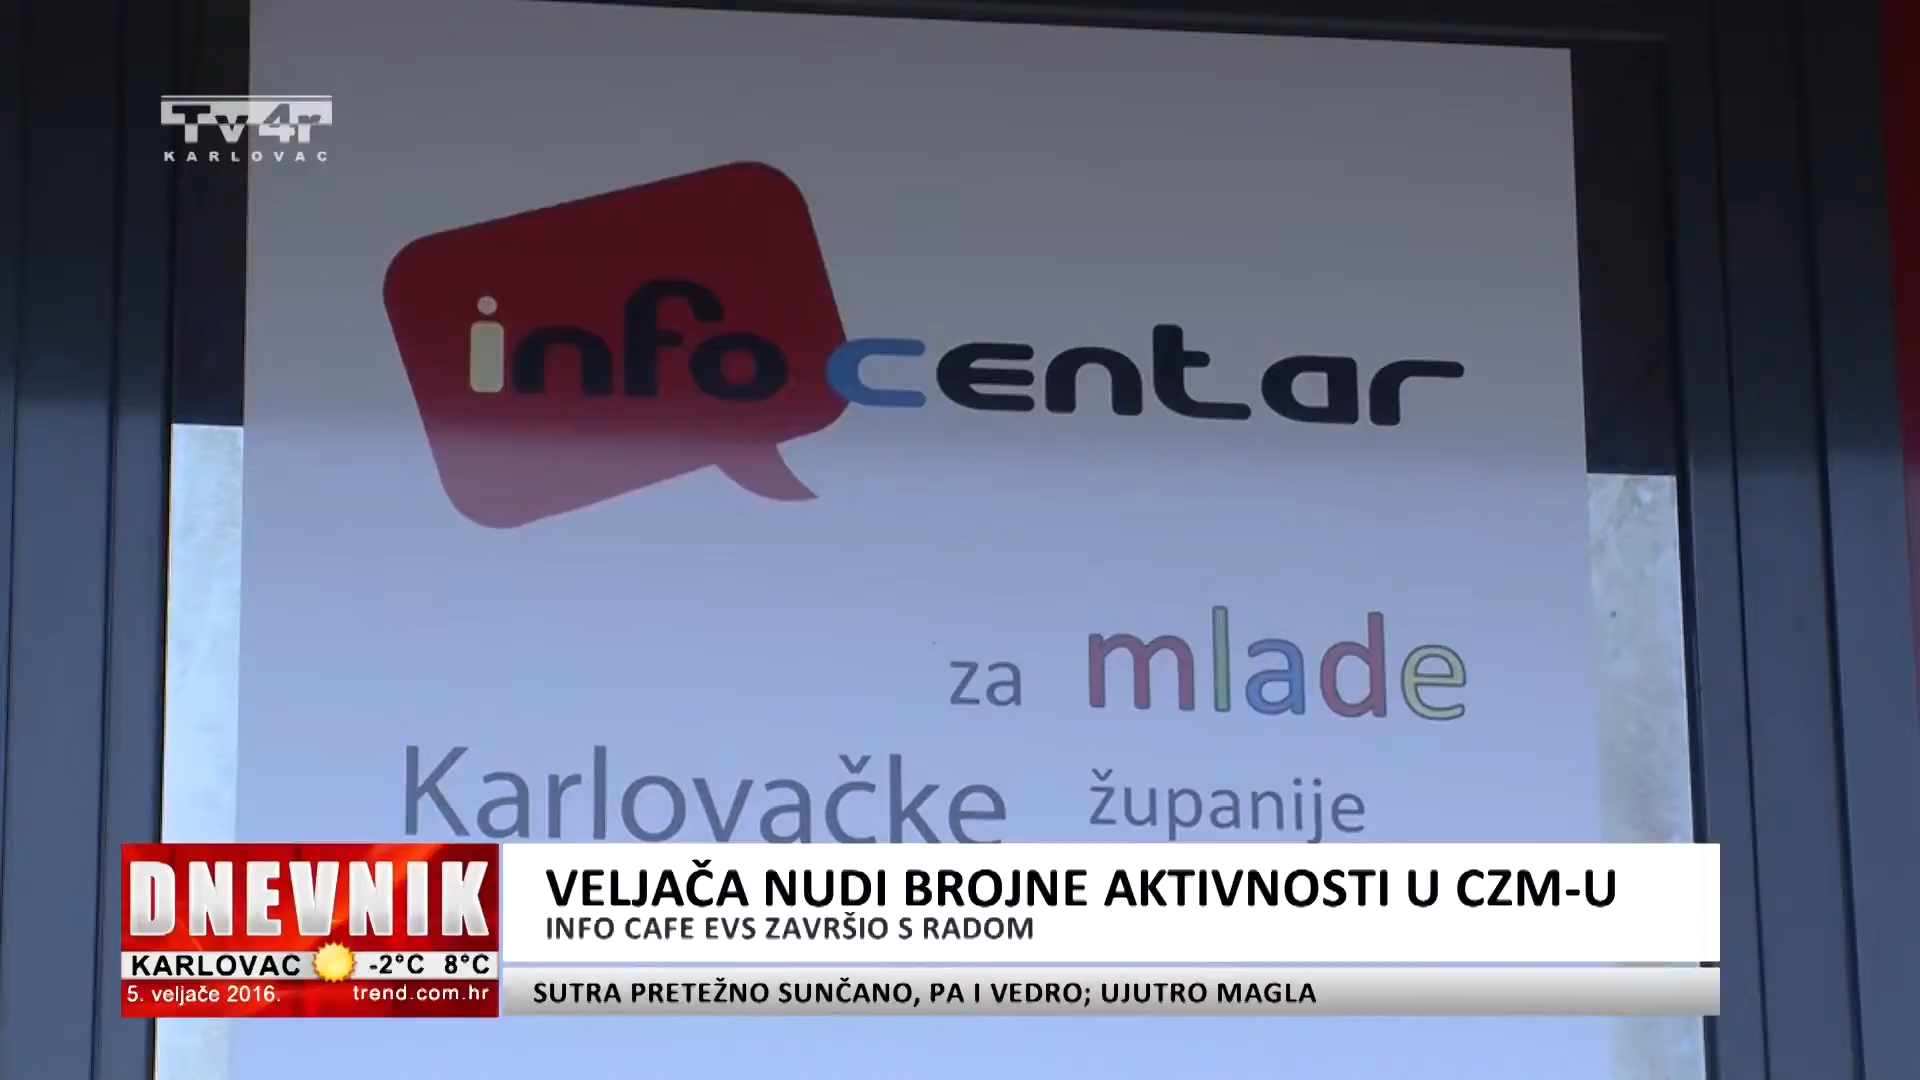 Tv4r
KARLOVAC
info centar
za mlade
Karlovačke županije
DNEVNIK
KARLOVAC -2°C 8°C
5. veljače 2016. trend.com.hr
VELJAČA NUDI BROJNE AKTIVNOSTI U CZM-U
INFO CAFE EVS ZAVRŠIO S RADOM
SUTRA PRETEŽNO SUNČANO, PA I VEDRO; UJUTRO MAGLA